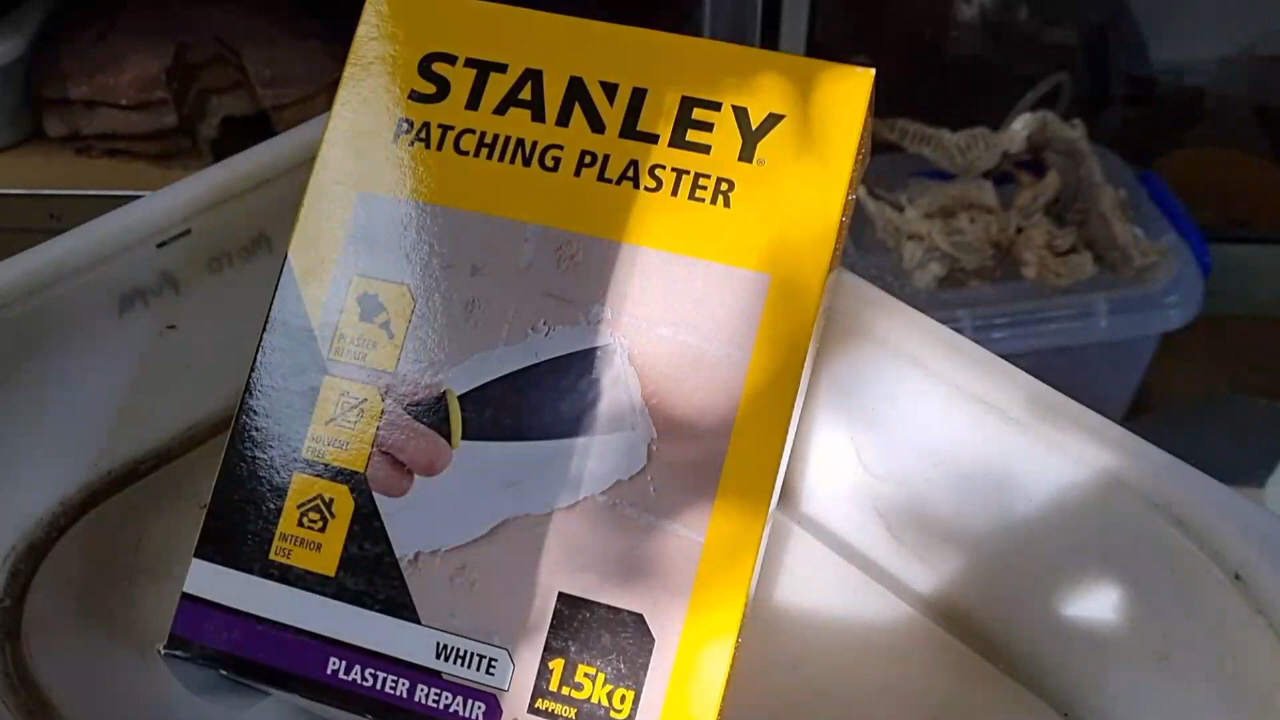 STANLEY®
PATCHING PLASTER
PLASTER
REPAIR
SOLVENT
FREE
INTERIOR
USE
WHITE
PLASTER REPAIR
1.5kg
APPROX